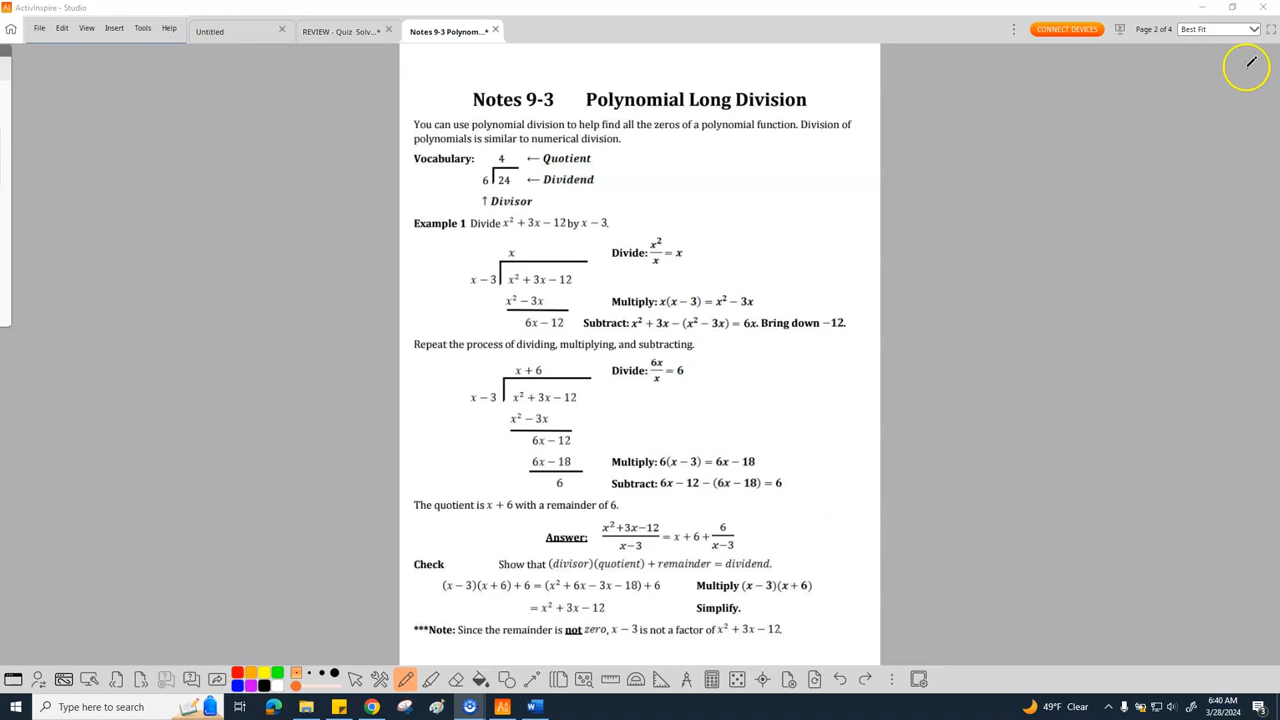 ActivInspire - Studio
File Edit View Insert Tools Help
Untitled
REVIEW - Quiz Solv...*
Notes 9-3 Polynom...*
CONNECT DEVICES
Page 2 of 4
Best Fit
Notes 9-3 Polynomial Long Division
You can use polynomial division to help find all the zeros of a polynomial function. Division of
polynomials is similar to numerical division.
Vocabulary: 4 ← Quotient
6 24 ← Dividend
↑ Divisor
Example 1 Divide x² + 3x − 12 by x − 3.
x Divide: x²/x = x
x − 3 x² + 3x − 12
x² − 3x Multiply: x(x − 3) = x² − 3x
6x − 12 Subtract: x² + 3x − (x² − 3x) = 6x. Bring down −12.
Repeat the process of dividing, multiplying, and subtracting.
x + 6 Divide: 6x/x = 6
x − 3 x² + 3x − 12
x² − 3x
6x − 12
6x − 18 Multiply: 6(x − 3) = 6x − 18
6 Subtract: 6x − 12 − (6x − 18) = 6
The quotient is x + 6 with a remainder of 6.
Answer: x²+3x−12/x−3 = x + 6 + 6/x−3
Check Show that (divisor)(quotient) + remainder = dividend.
(x − 3)(x + 6) + 6 = (x² + 6x − 3x − 18) + 6 Multiply (x − 3)(x + 6)
= x² + 3x − 12 Simplify.
***Note: Since the remainder is not zero, x − 3 is not a factor of x² + 3x − 12.
Type here to search
49°F Clear
6:40 AM
3/28/2024